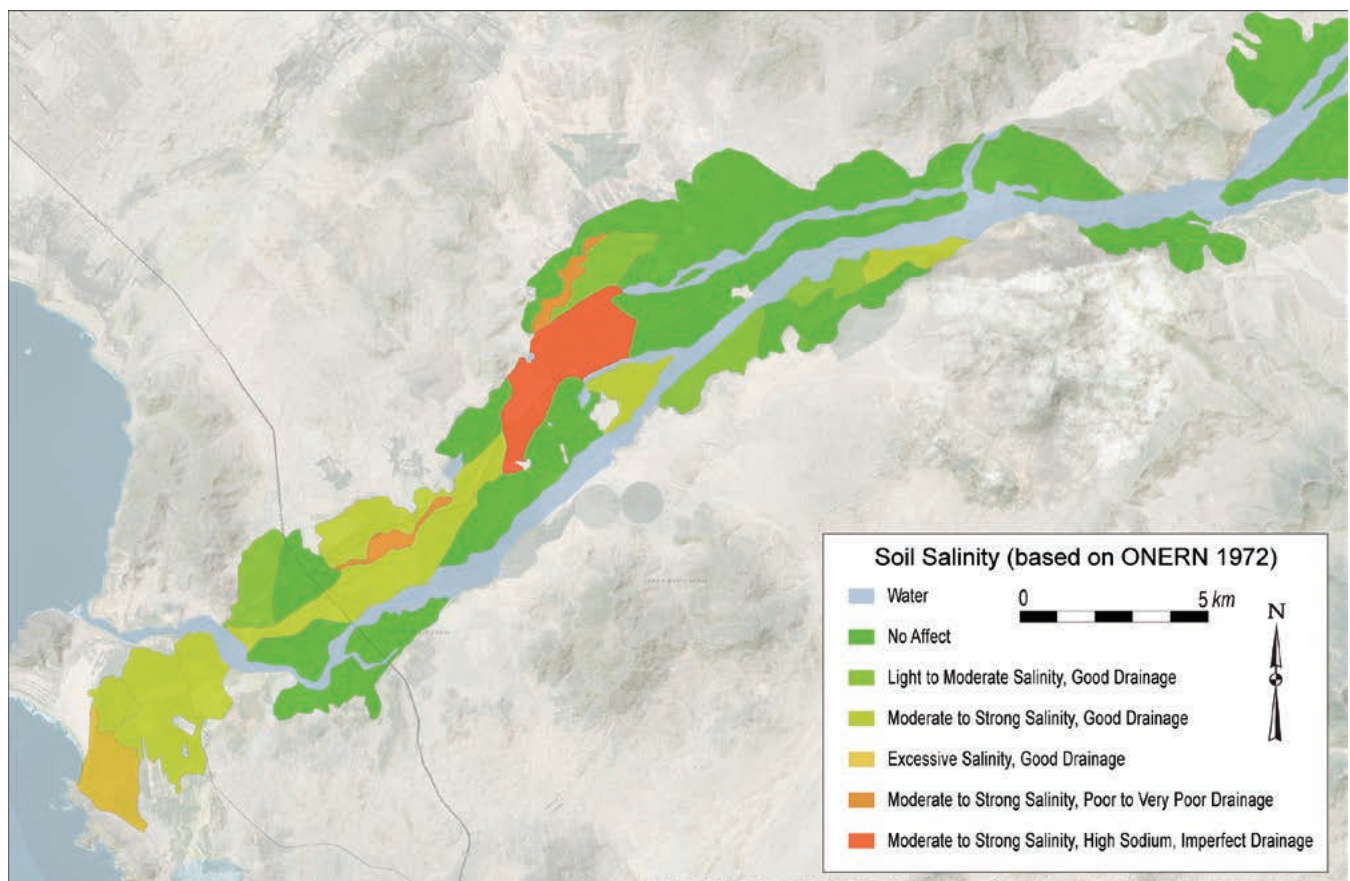 Soil Salinity (based on ONERN 1972)
Water
0 5 km
N
No Affect
Light to Moderate Salinity, Good Drainage
Moderate to Strong Salinity, Good Drainage
Excessive Salinity, Good Drainage
Moderate to Strong Salinity, Poor to Very Poor Drainage
Moderate to Strong Salinity, High Sodium, Imperfect Drainage